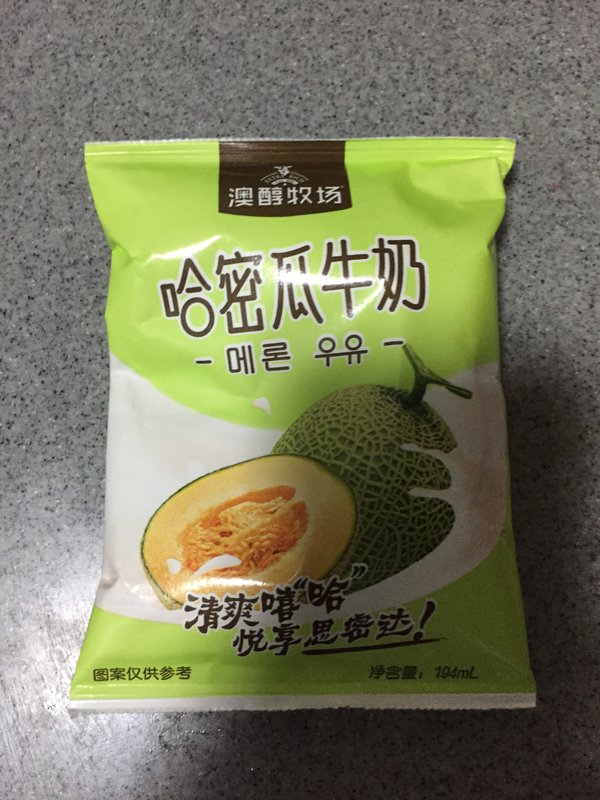 澳醇牧场
哈密瓜牛奶
- 메론 우유 -
清爽嘻“哈”
悦享思密达!
图案仅供参考
净含量: 194mL